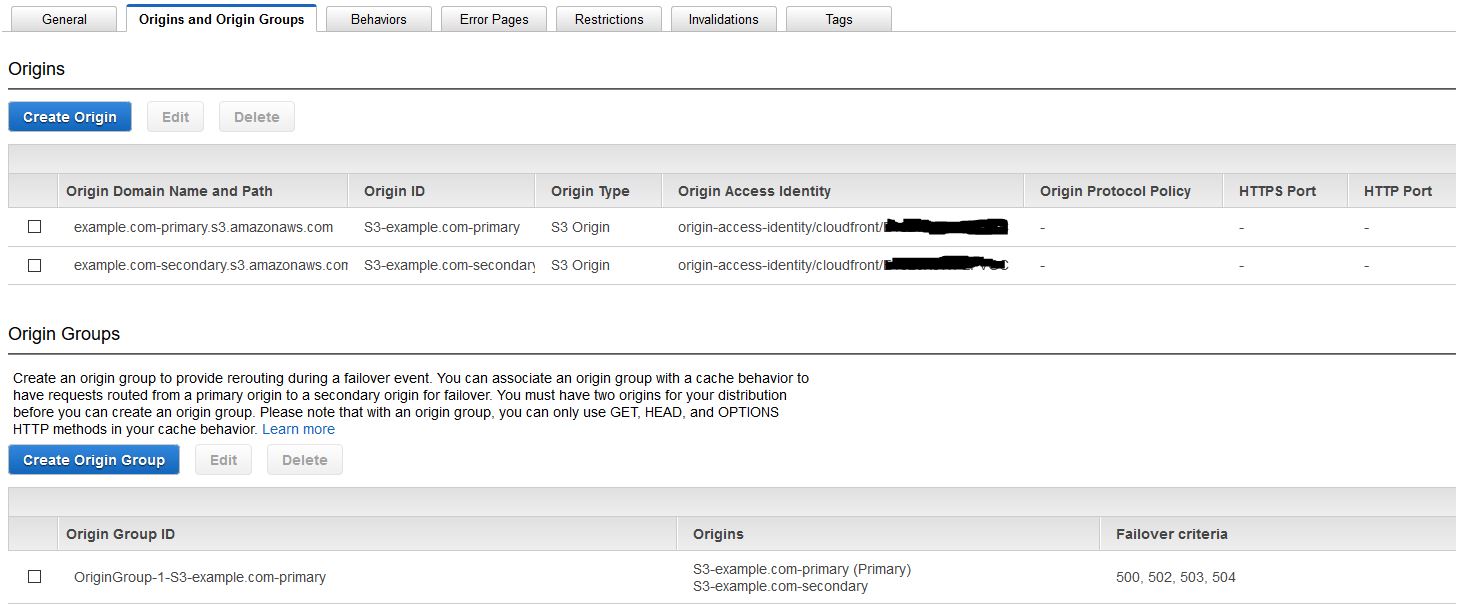 General Origins and Origin Groups Behaviors Error Pages Restrictions Invalidations Tags
Origins
Create Origin Edit Delete
Origin Domain Name and Path Origin ID Origin Type Origin Access Identity Origin Protocol Policy HTTPS Port HTTP Port
example.com-primary.s3.amazonaws.com S3-example.com-primary S3 Origin origin-access-identity/cloudfront/ - - -
example.com-secondary.s3.amazonaws.com S3-example.com-secondary S3 Origin origin-access-identity/cloudfront/ - - -
Origin Groups
Create an origin group to provide rerouting during a failover event. You can associate an origin group with a cache behavior to
have requests routed from a primary origin to a secondary origin for failover. You must have two origins for your distribution
before you can create an origin group. Please note that with an origin group, you can only use GET, HEAD, and OPTIONS
HTTP methods in your cache behavior. Learn more
Create Origin Group Edit Delete
Origin Group ID Origins Failover criteria
OriginGroup-1-S3-example.com-primary S3-example.com-primary (Primary) 500, 502, 503, 504
S3-example.com-secondary